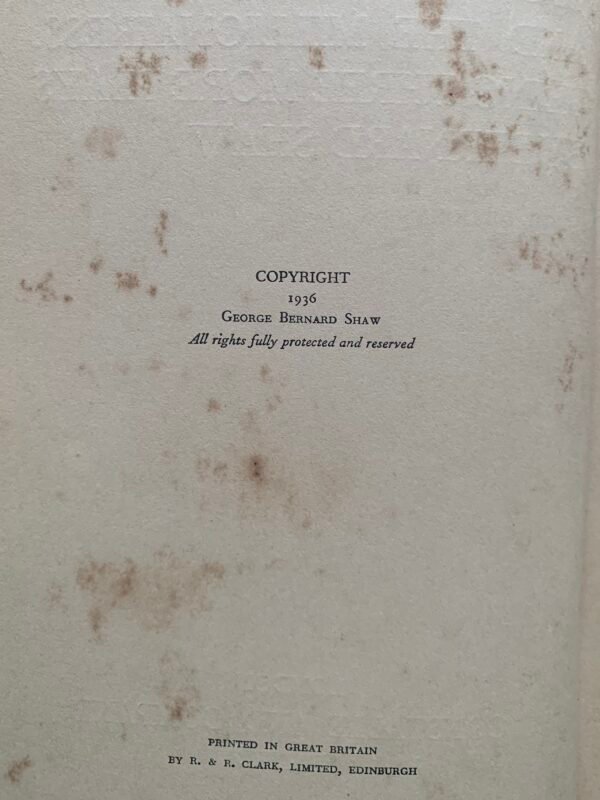 COPYRIGHT
1936
GEORGE BERNARD SHAW
All rights fully protected and reserved
PRINTED IN GREAT BRITAIN
BY R. & R. CLARK, LIMITED, EDINBURGH